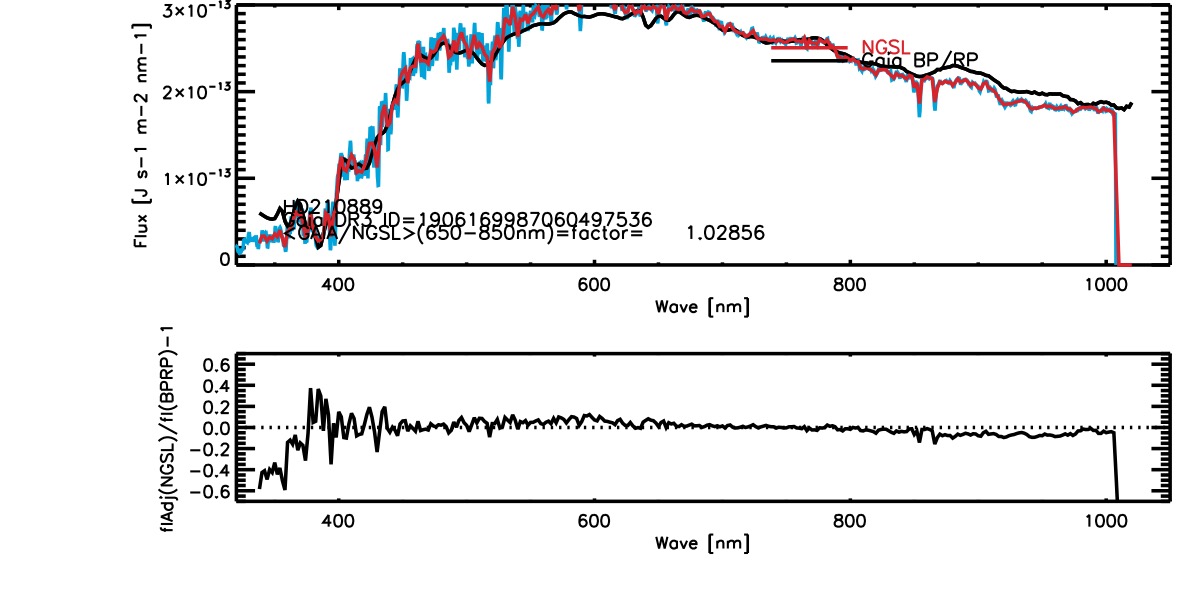 3×10−13
2×10−13
1×10−13
0
Flux [J s−1 m−2 nm−1]
NGSL
Gaia BP/RP
HD210889
Gaia DR3 ID=1906169987060497536
<GAIA/NGSL>(650−850nm)=factor= 1.02856
400 600 800 1000
Wave [nm]
flAdj(NGSL)/fl(BPRP)−1
0.6
0.4
0.2
0.0
−0.2
−0.4
−0.6
400 600 800 1000
Wave [nm]